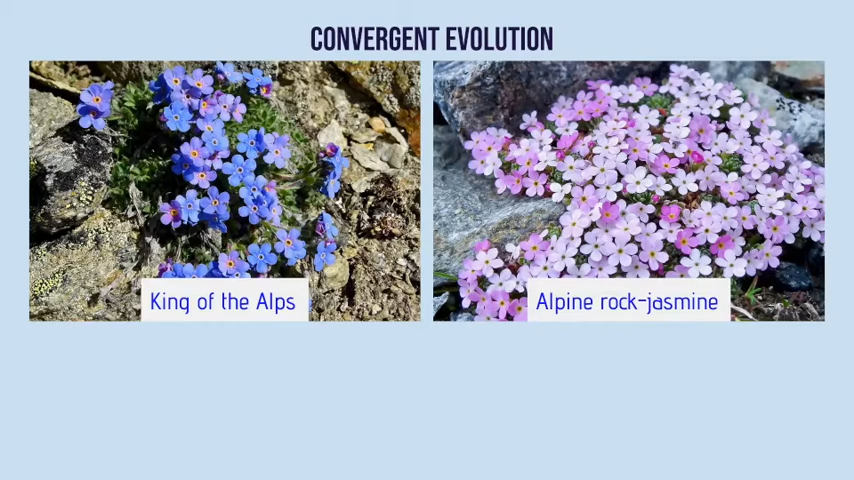 CONVERGENT EVOLUTION
King of the Alps
Alpine rock-jasmine